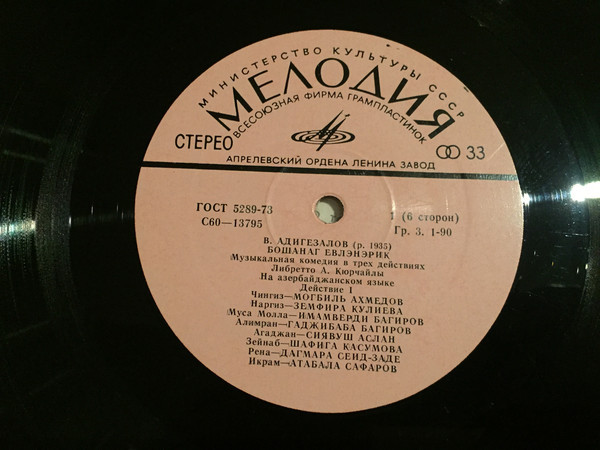 МИНИСТЕРСТВО КУЛЬТУРЫ СССР
МЕЛОДИЯ
ВСЕСОЮЗНАЯ ФИРМА ГРАМПЛАСТИНОК
СТЕРЕО
33
АПРЕЛЕВСКИЙ ОРДЕНА ЛЕНИНА ЗАВОД
ГОСТ 5289-73
С60—13795
1 (6 сторон)
Гр. 3. 1-90
В. АДИГЕЗАЛОВ (р. 1935)
БОШАНАГ ЕВЛЭНЭРИК
Музыкальная комедия в трех действиях
Либретто А. Кюрчайлы
На азербайджанском языке
Действие I
Чингиз—МОГБИЛЬ АХМЕДОВ
Наргиз—ЗЕМФИРА КУЛИЕВА
Муса Молла—ИМАМВЕРДИ БАГИРОВ
Алимран—ГАДЖИБАБА БАГИРОВ
Агаджан—СИЯВУШ АСЛАН
Зейнаб—ШАФИГА КАСУМОВА
Рена—ДАГМАРА СЕИД-ЗАДЕ
Икрам—АТАБАЛА САФАРОВ